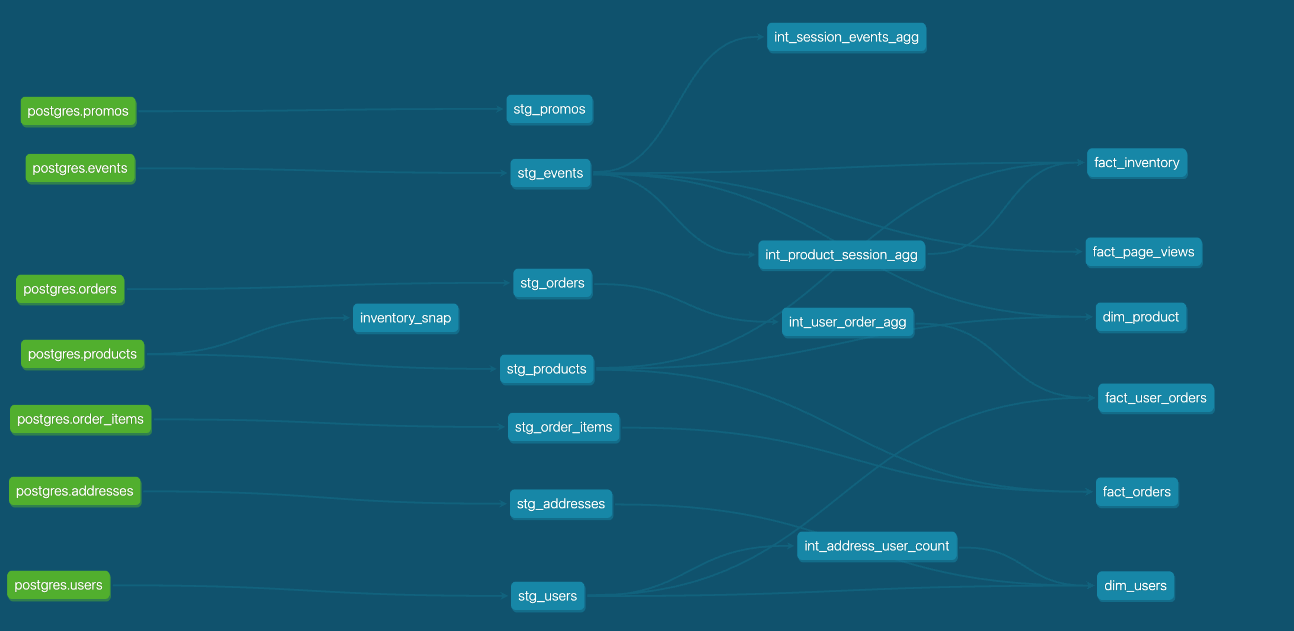 int_session_events_agg
postgres.promos
stg_promos
postgres.events
stg_events
fact_inventory
int_product_session_agg
fact_page_views
postgres.orders
stg_orders
inventory_snap
int_user_order_agg
dim_product
postgres.products
stg_products
fact_user_orders
postgres.order_items
stg_order_items
postgres.addresses
stg_addresses
fact_orders
int_address_user_count
postgres.users
stg_users
dim_users